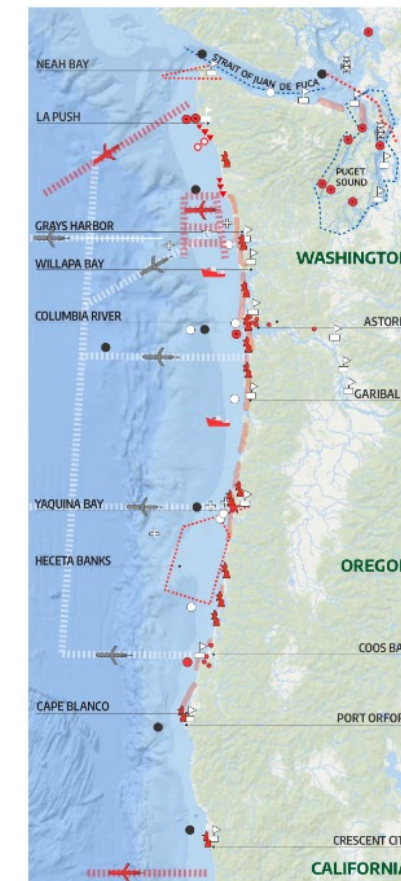 NEAH BAY
STRAIT OF JUAN DE FUCA
LA PUSH
PUGET
SOUND
GRAYS HARBOR
WASHINGTO
WILLAPA BAY
COLUMBIA RIVER
ASTORI
GARIBAL
YAQUINA BAY
HECETA BANKS
OREGO
COOS BA
CAPE BLANCO
PORT ORFOR
CRESCENT CIT
CALIFORNIA